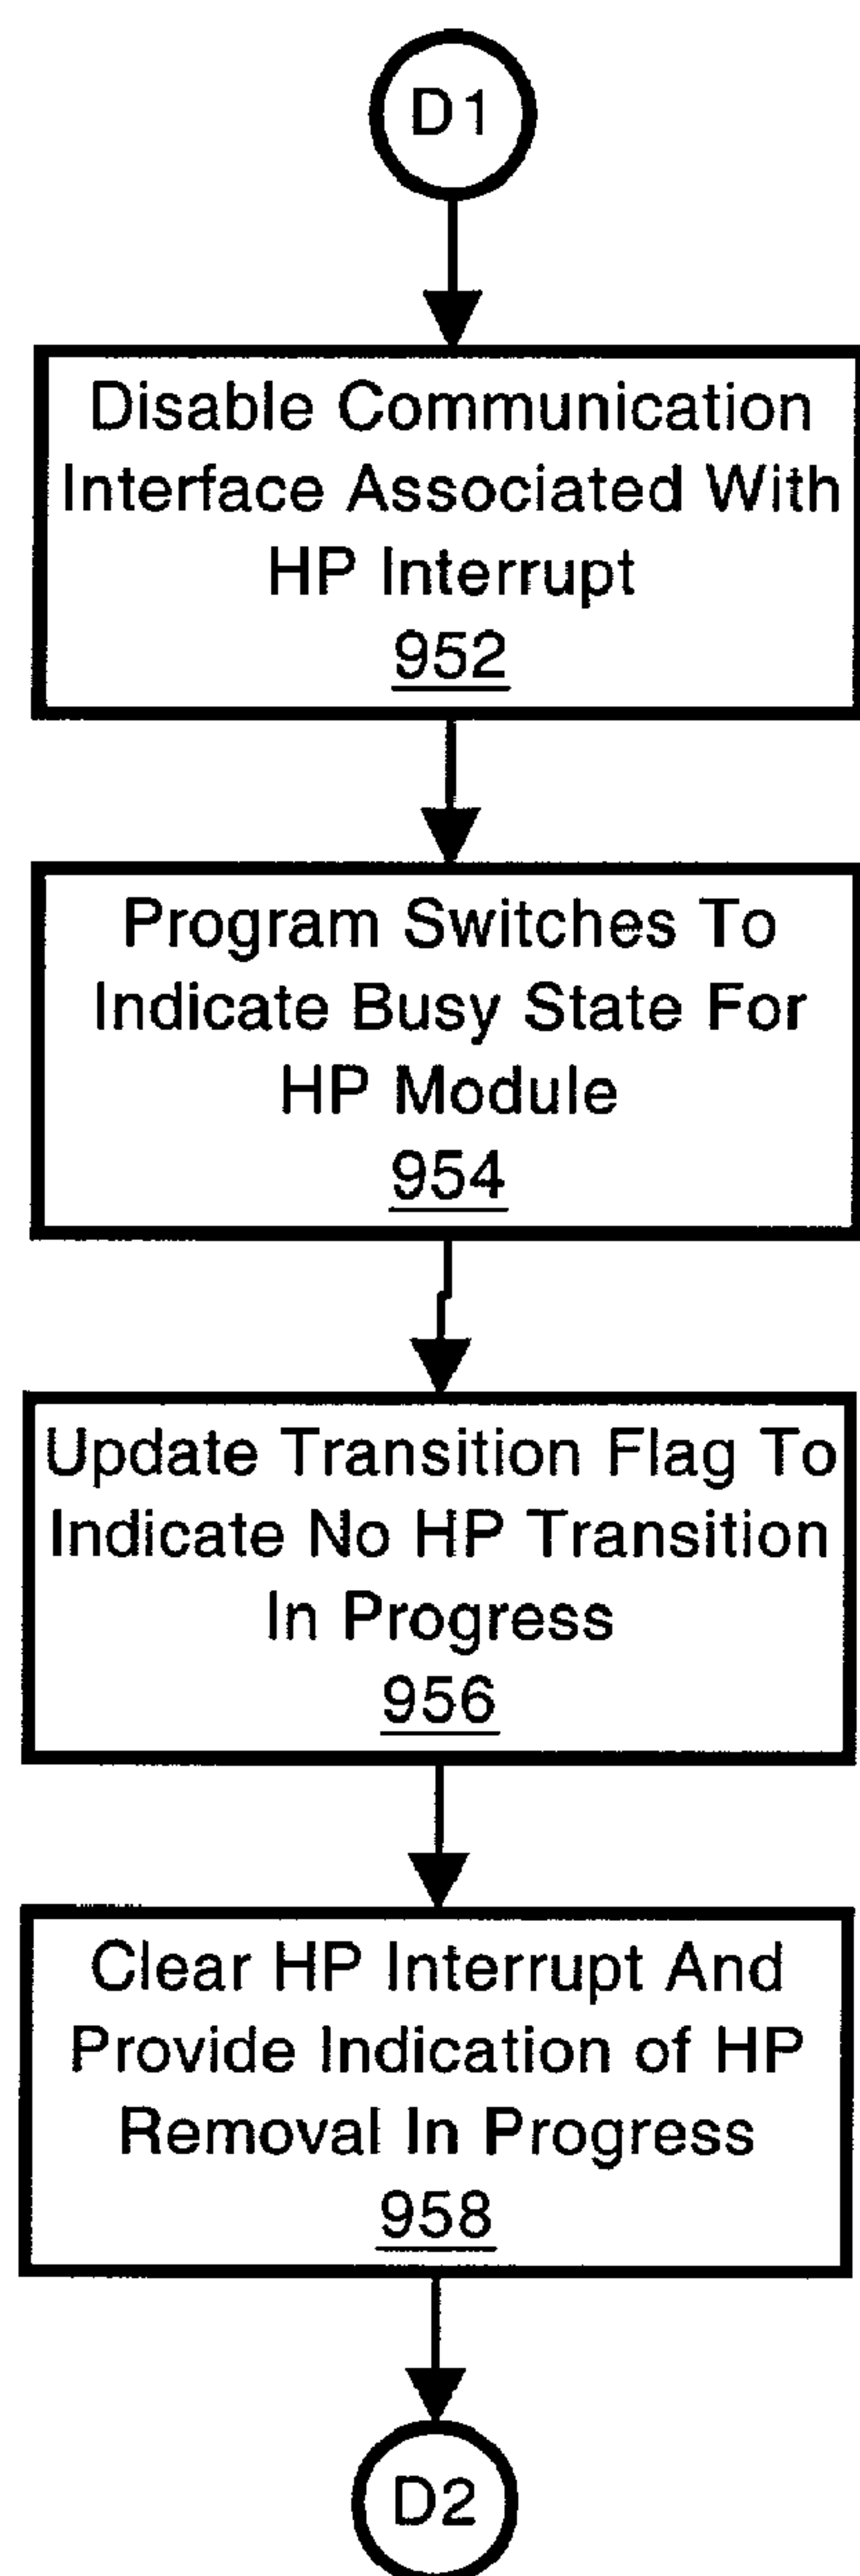 D1
Disable Communication
Interface Associated With
HP Interrupt
952
Program Switches To
Indicate Busy State For
HP Module
954
Update Transition Flag To
Indicate No HP Transition
In Progress
956
Clear HP Interrupt And
Provide Indication of HP
Removal In Progress
958
D2